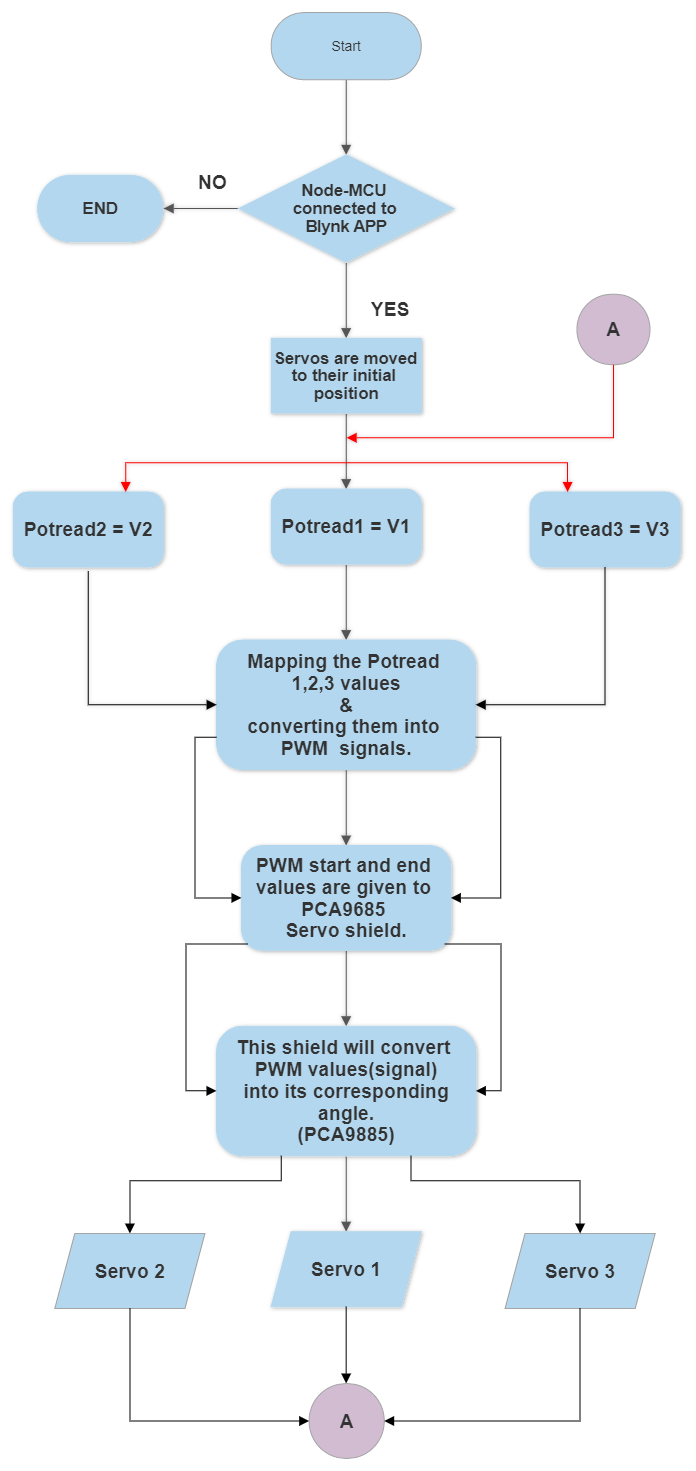 Start
Node-MCU
connected to
Blynk APP
NO
END
YES
A
Servos are moved
to their initial
position
Potread2 = V2
Potread1 = V1
Potread3 = V3
Mapping the Potread
1,2,3 values
&
converting them into
PWM signals.
PWM start and end
values are given to
PCA9685
Servo shield.
This shield will convert
PWM values(signal)
into its corresponding
angle.
(PCA9885)
Servo 2
Servo 1
Servo 3
A